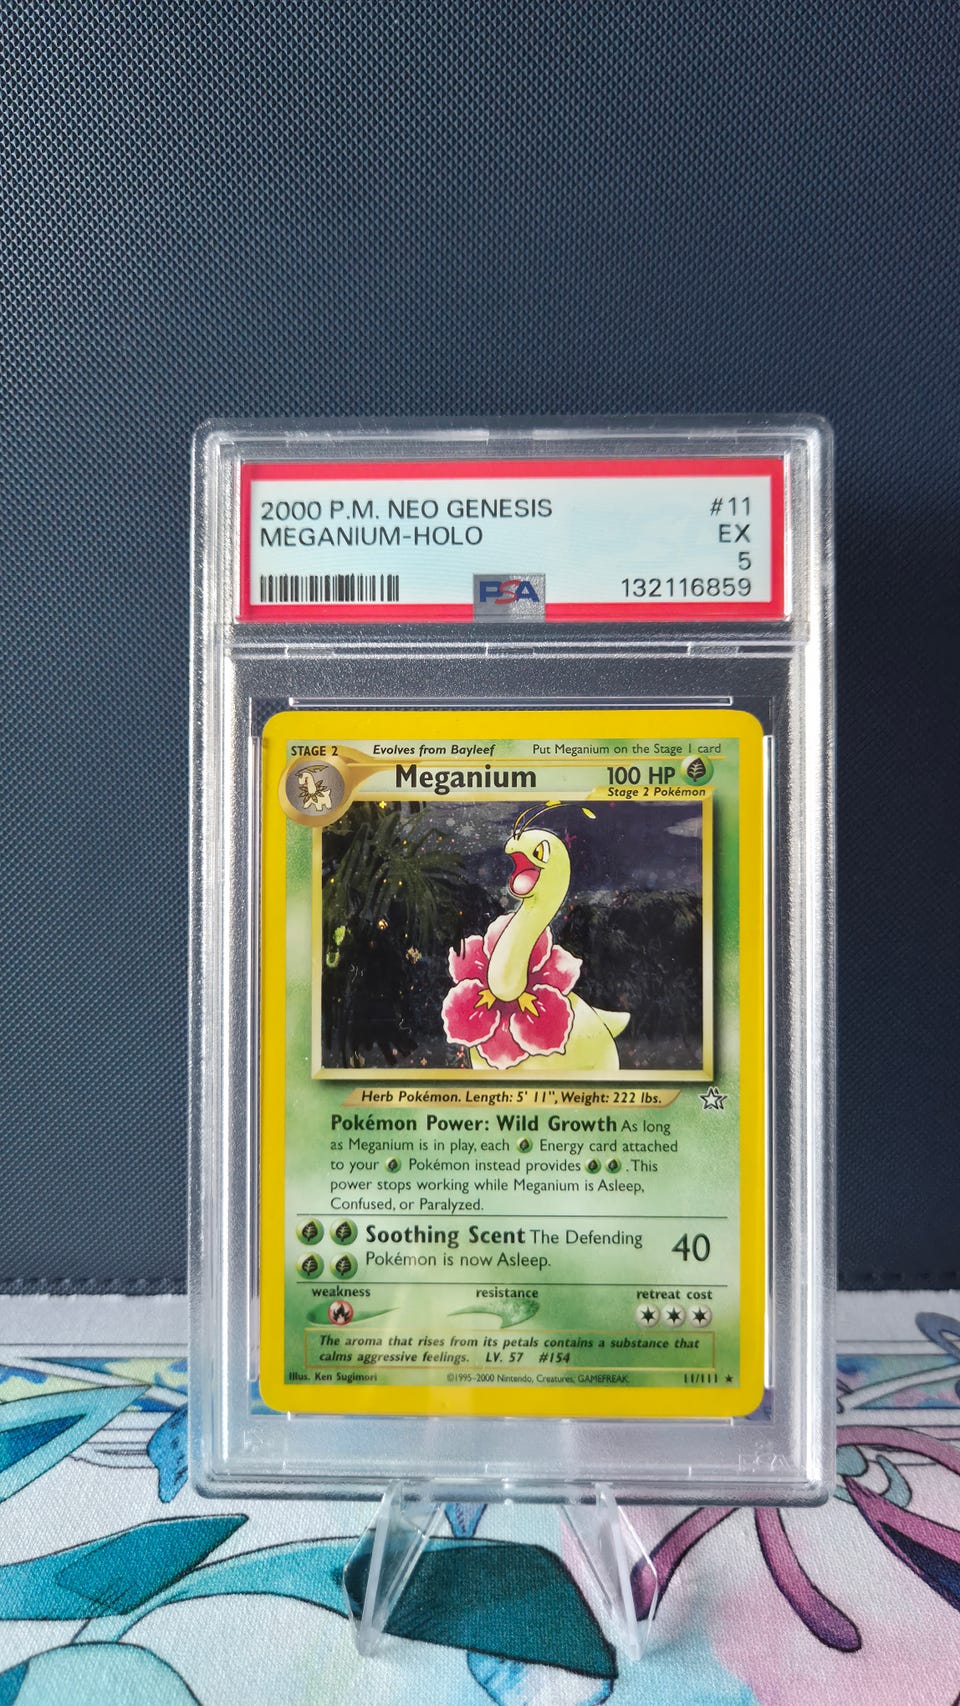 2000 P.M. NEO GENESIS #11
MEGANIUM-HOLO EX
5
PSA 132116859
STAGE 2 Evolves from Bayleef Put Meganium on the Stage 1 card
Meganium 100 HP
Stage 2 Pokémon
Herb Pokémon. Length: 5' 11", Weight: 222 lbs.
Pokémon Power: Wild Growth As long
as Meganium is in play, each Energy card attached
to your Pokémon instead provides . This
power stops working while Meganium is Asleep,
Confused, or Paralyzed.
Soothing Scent The Defending 40
Pokémon is now Asleep.
weakness resistance retreat cost
The aroma that rises from its petals contains a substance that
calms aggressive feelings. LV. 57 #154
Illus. Ken Sugimori ©1995-2000 Nintendo, Creatures, GAMEFREAK. 11/111 ★
PSA